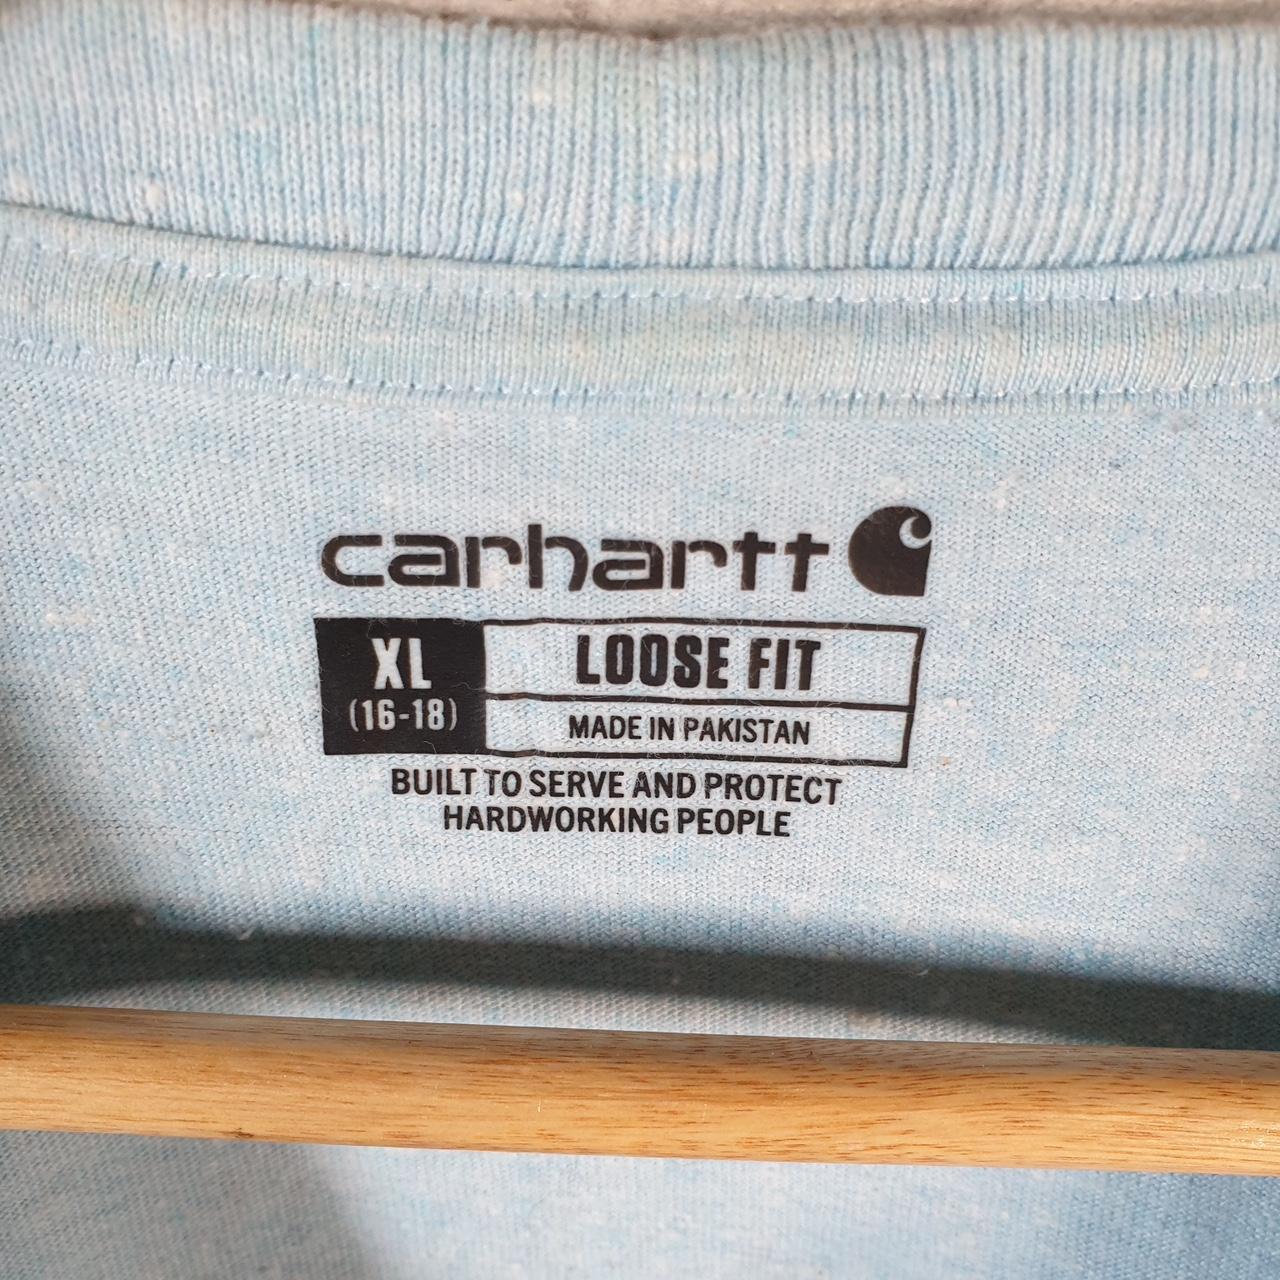 carhartt
XL
(16-18)
LOOSE FIT
MADE IN PAKISTAN
BUILT TO SERVE AND PROTECT
HARDWORKING PEOPLE